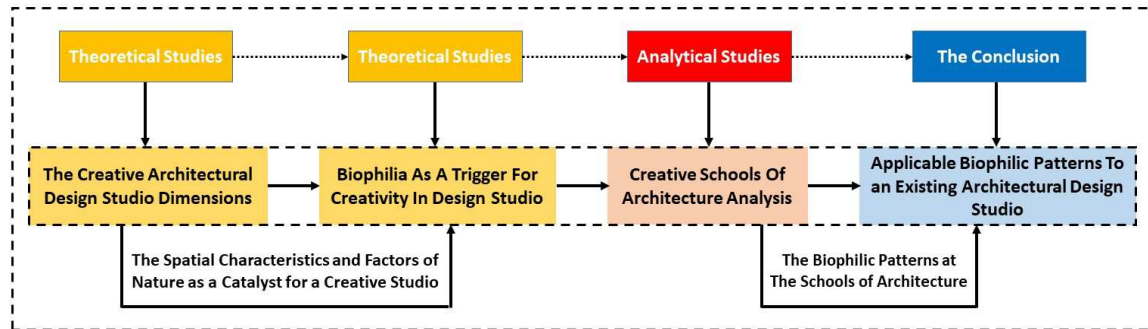 Theoretical Studies
Theoretical Studies
Analytical Studies
The Conclusion
The Creative Architectural
Design Studio Dimensions
Biophilia As A Trigger For
Creativity In Design Studio
Creative Schools Of
Architecture Analysis
Applicable Biophilic Patterns To
an Existing Architectural Design
Studio
The Spatial Characteristics and Factors of
Nature as a Catalyst for a Creative Studio
The Biophilic Patterns at
The Schools of Architecture